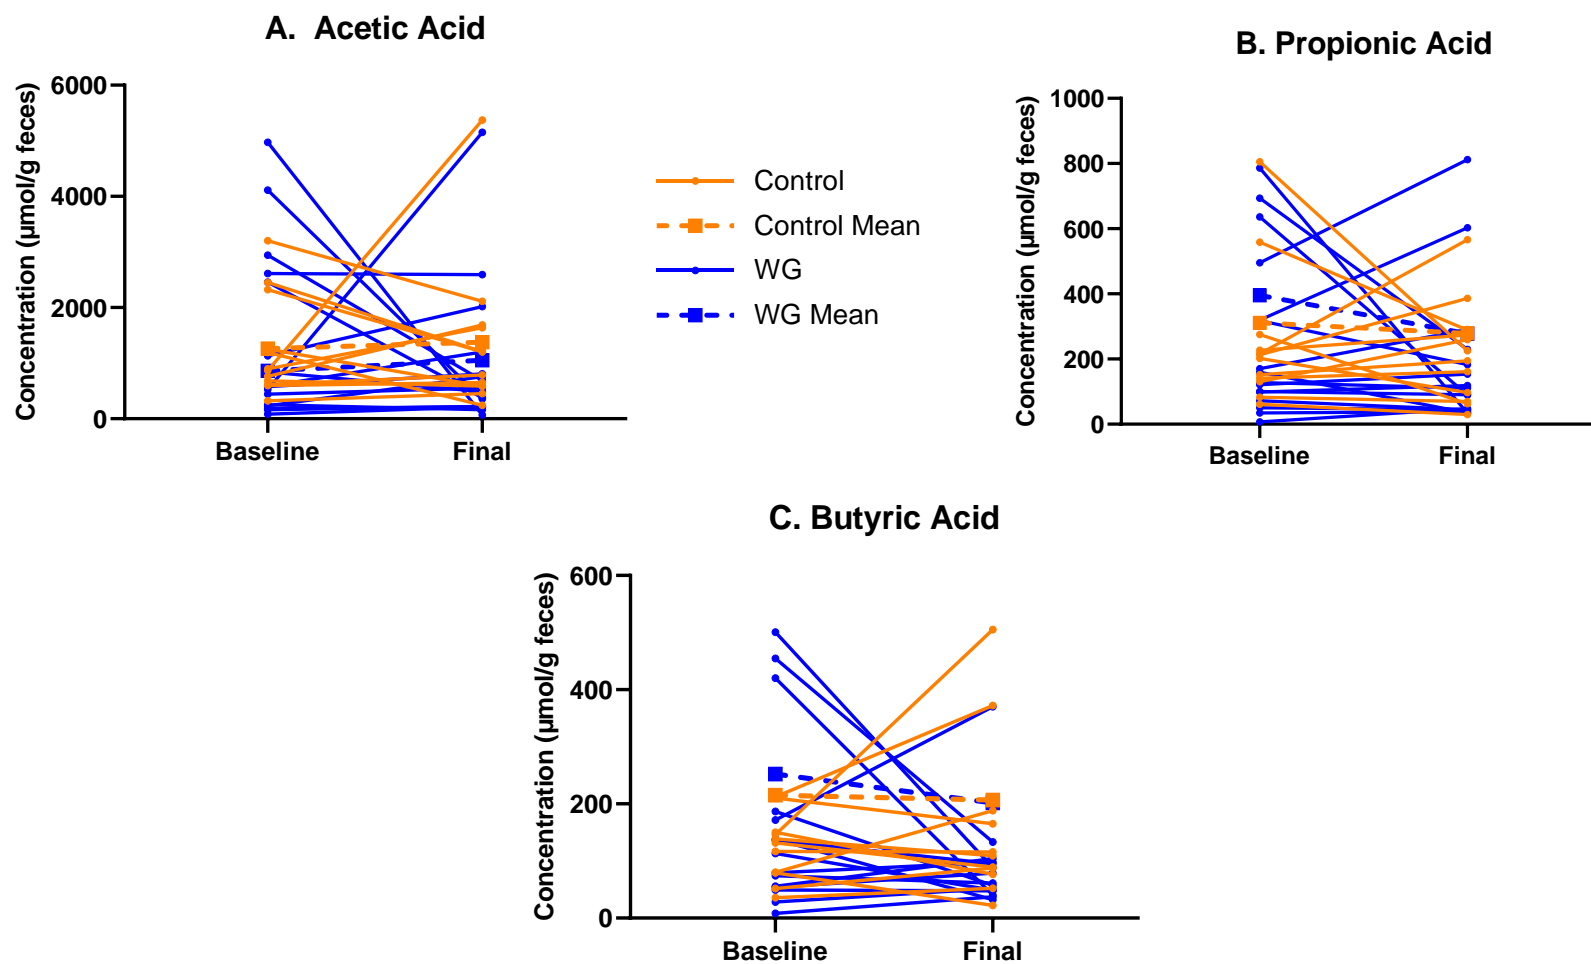 A. Acetic Acid
Concentration (µmol/g feces)
6000
4000
2000
0
Baseline
Final
Control
Control Mean
WG
WG Mean
B. Propionic Acid
Concentration (µmol/g feces)
1000
800
600
400
200
0
Baseline
Final
C. Butyric Acid
Concentration (µmol/g feces)
600
400
200
0
Baseline
Final